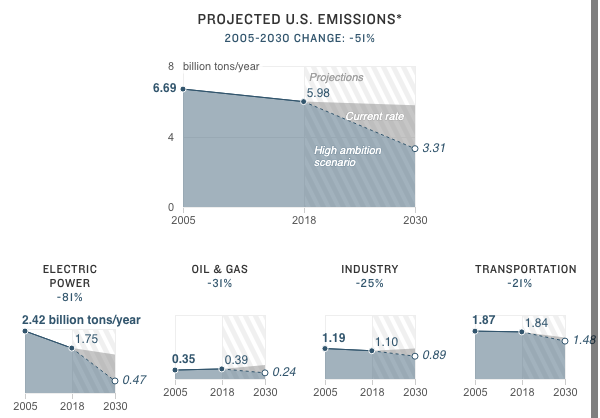 PROJECTED U.S. EMISSIONS*
2005-2030 CHANGE: -51%
8 billion tons/year
Projections
6.69
5.98
Current rate
4
High ambition
scenario
3.31
0
2005 2018 2030
ELECTRIC
POWER
-81%
2.42 billion tons/year
1.75
0.47
2005 2018 2030
OIL & GAS
-31%
0.35
0.39
0.24
2005 2018 2030
INDUSTRY
-25%
1.19
1.10
0.89
2005 2018 2030
TRANSPORTATION
-21%
1.87
1.84
1.48
2005 2018 2030